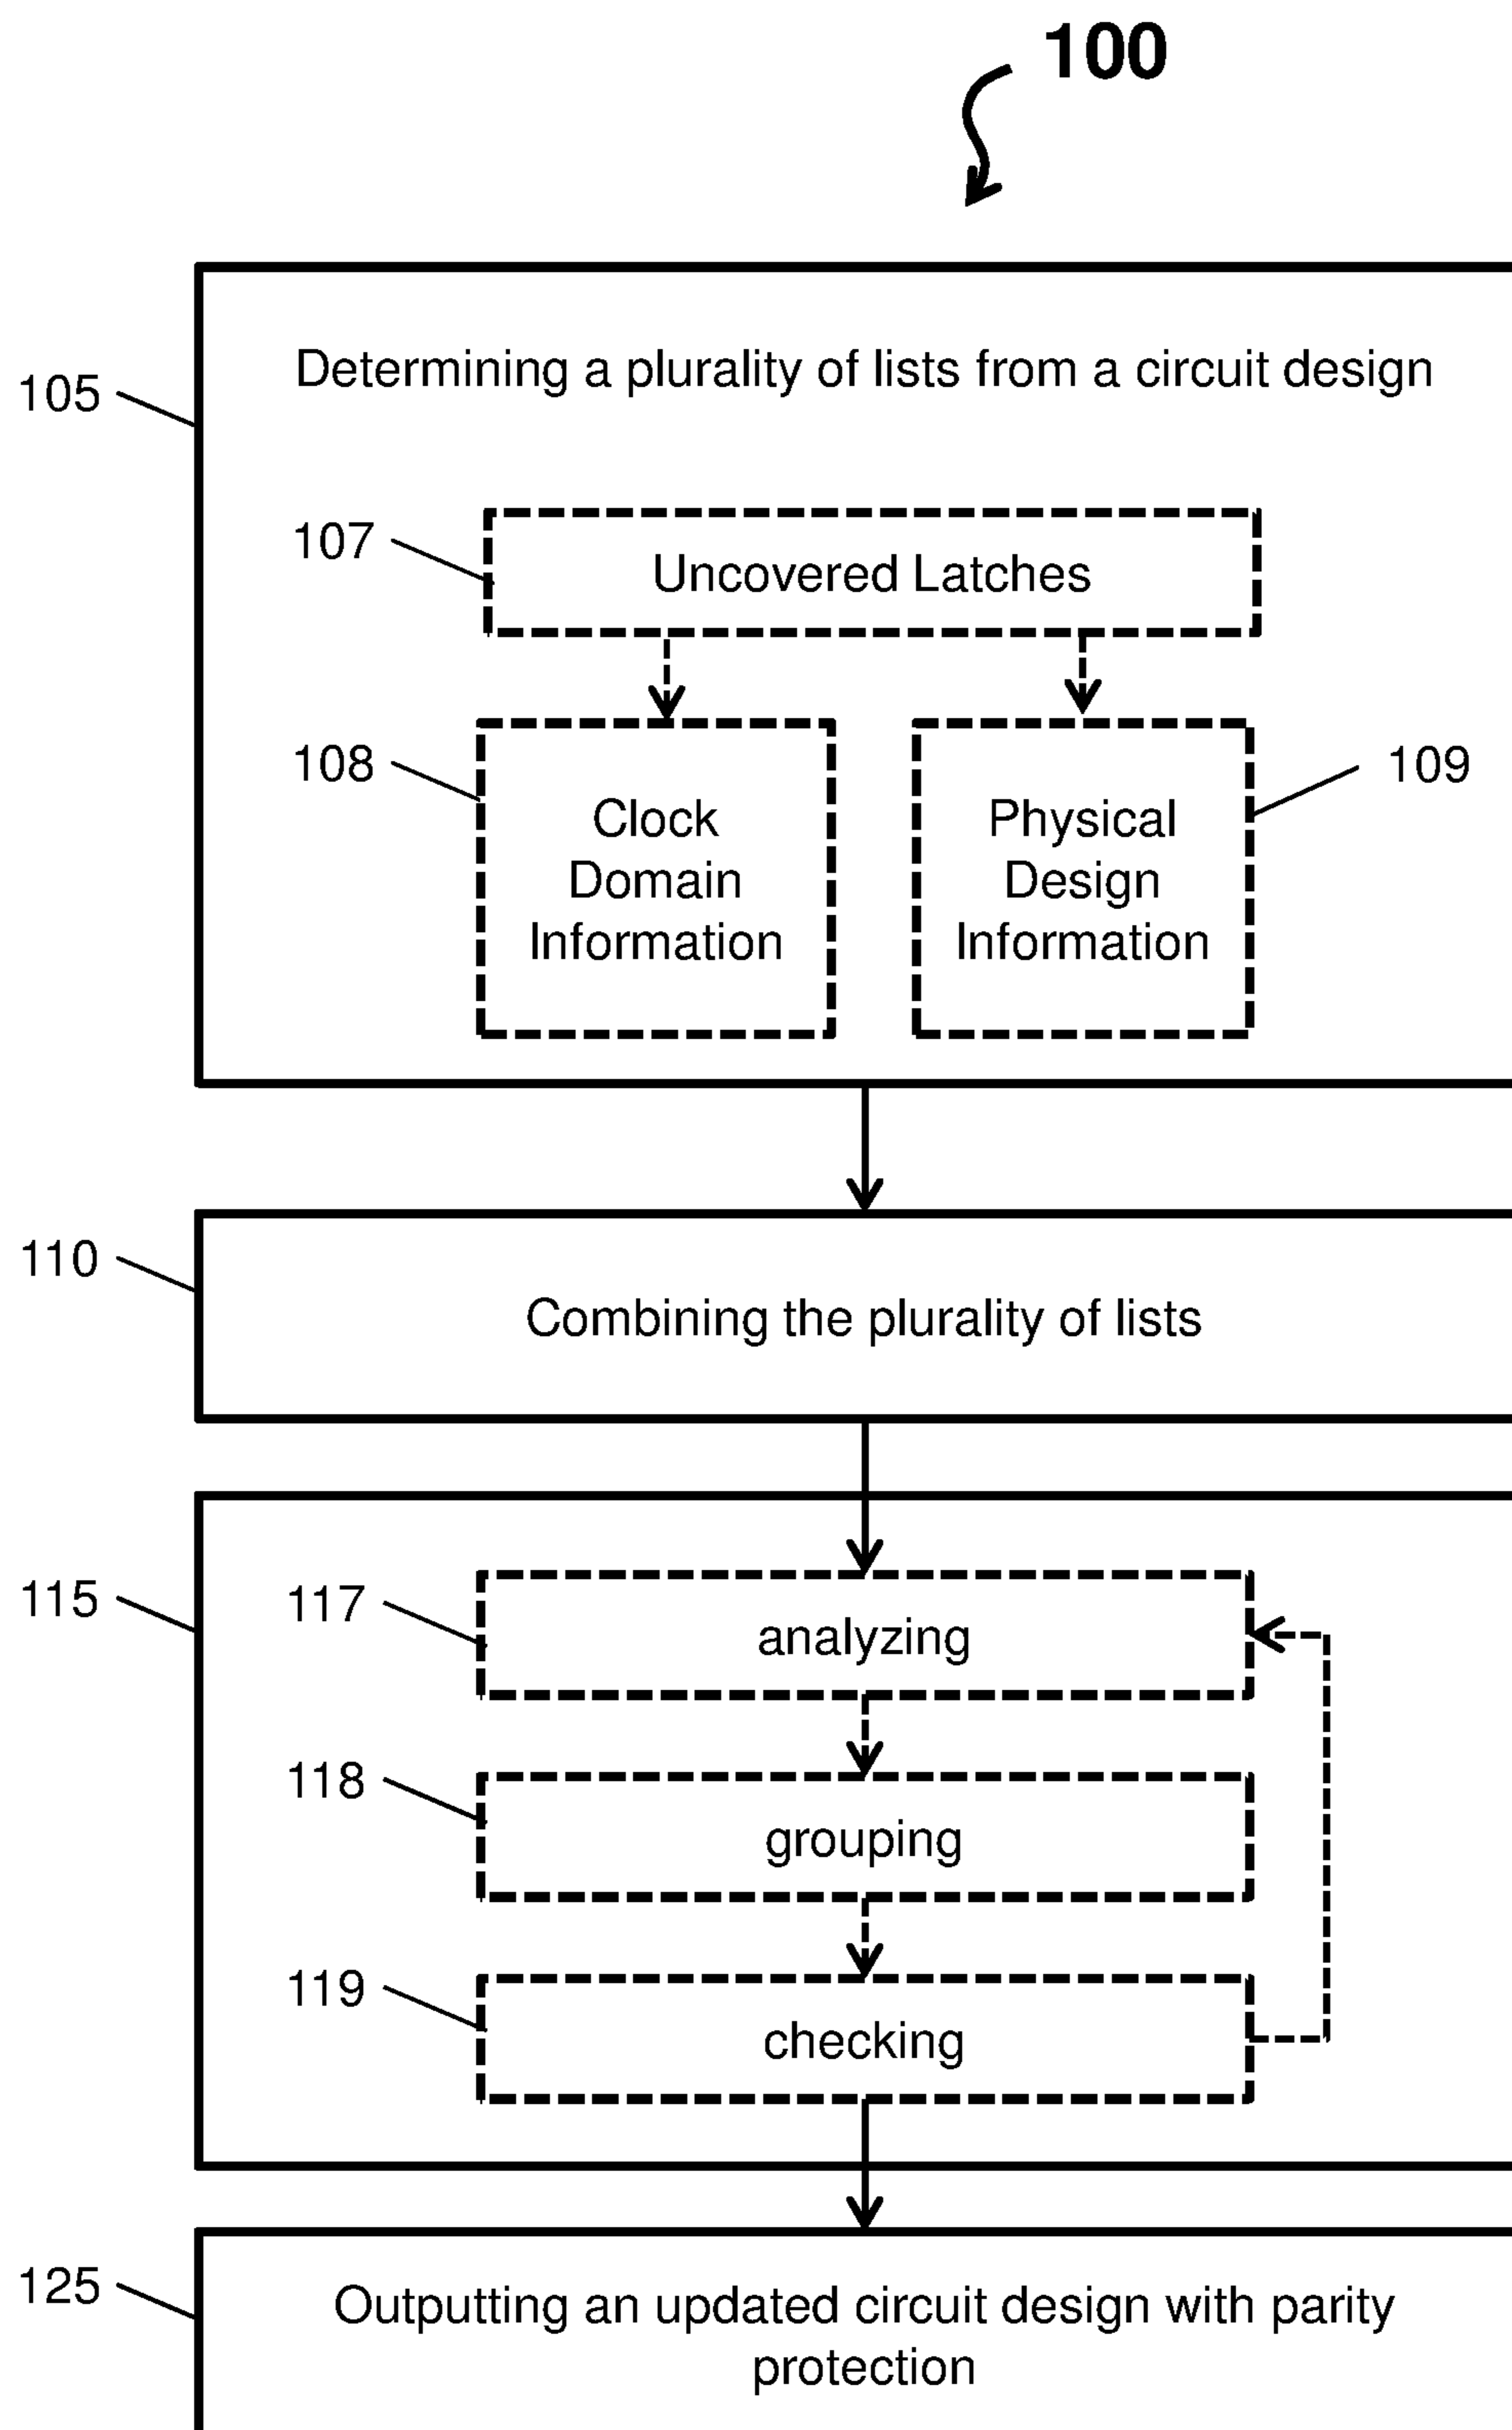 100
105
Determining a plurality of lists from a circuit design
107
Uncovered Latches
108
Clock
Domain
Information
109
Physical
Design
Information
110
Combining the plurality of lists
115
117
analyzing
118
grouping
119
checking
125
Outputting an updated circuit design with parity
protection